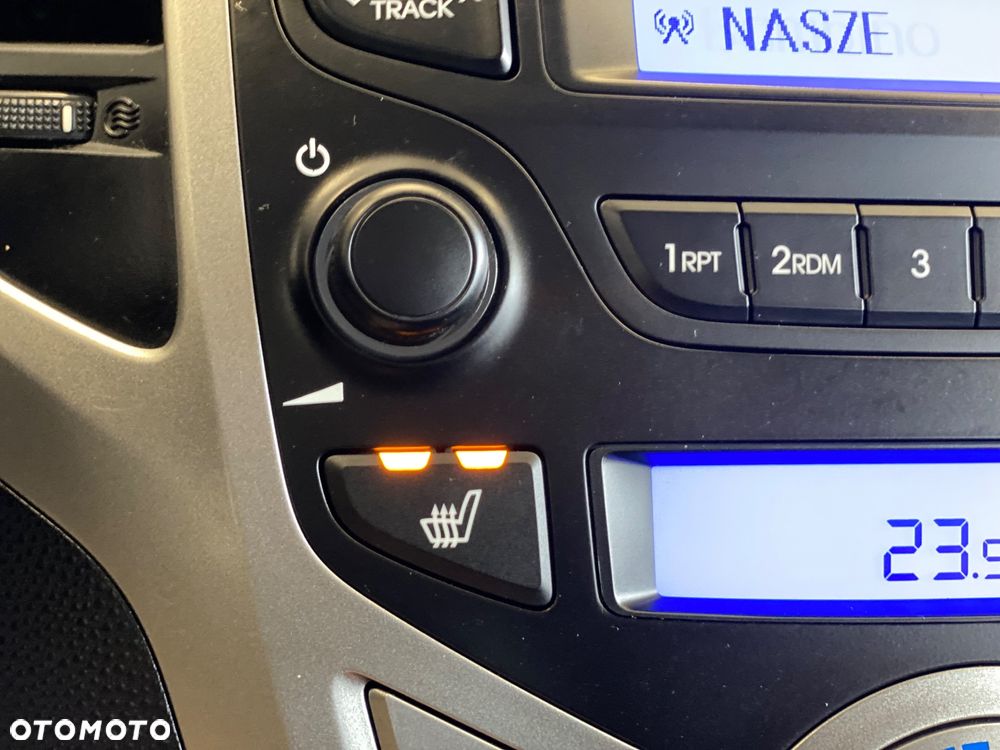 TRACK
NASZE
1RPT
2RDM
3
23.
OTOMOTO